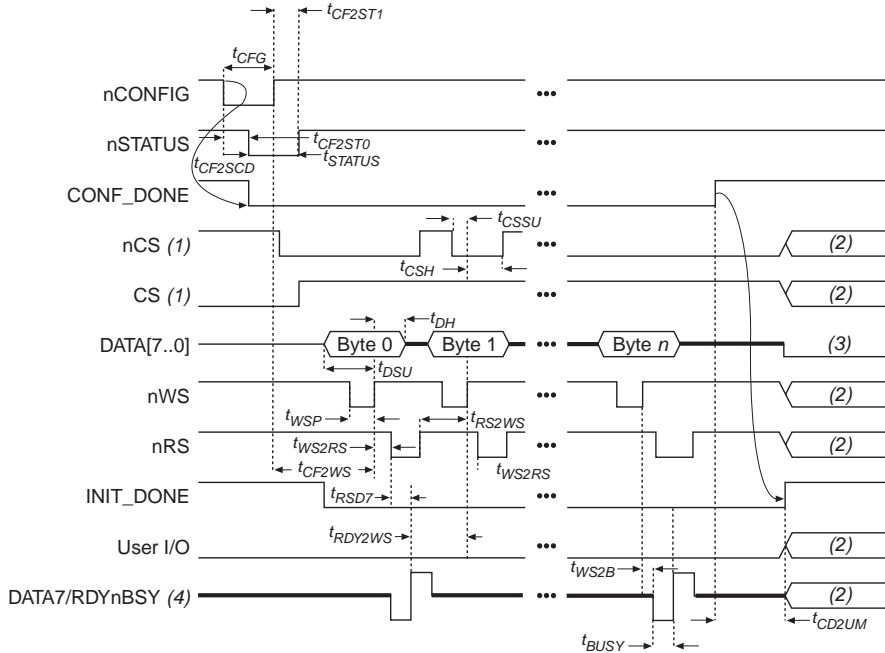 tCF2ST1
tCFG
nCONFIG
nSTATUS
tCF2ST0
tSTATUS
tCF2SCD
CONF_DONE
tCSSU
nCS (1)
(2)
tCSH
CS (1)
(2)
tDH
DATA[7..0]
Byte 0
Byte 1
Byte n
(3)
tDSU
nWS
(2)
tWSP
tRS2WS
tWS2RS
nRS
(2)
tCF2WS
tWS2RS
tRSD7
INIT_DONE
tRDY2WS
User I/O
(2)
tWS2B
DATA7/RDYnBSY (4)
(2)
tCD2UM
tBUSY